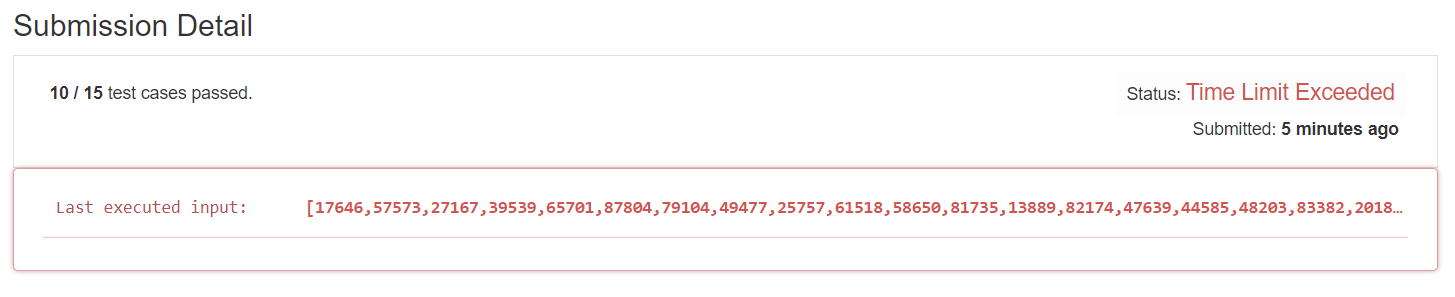 Submission Detail
10 / 15 test cases passed.
Status: Time Limit Exceeded
Submitted: 5 minutes ago
Last executed input: [17646,57573,27167,39539,65701,87804,79104,49477,25757,61518,58650,81735,13889,82174,47639,44585,48203,83382,2018…